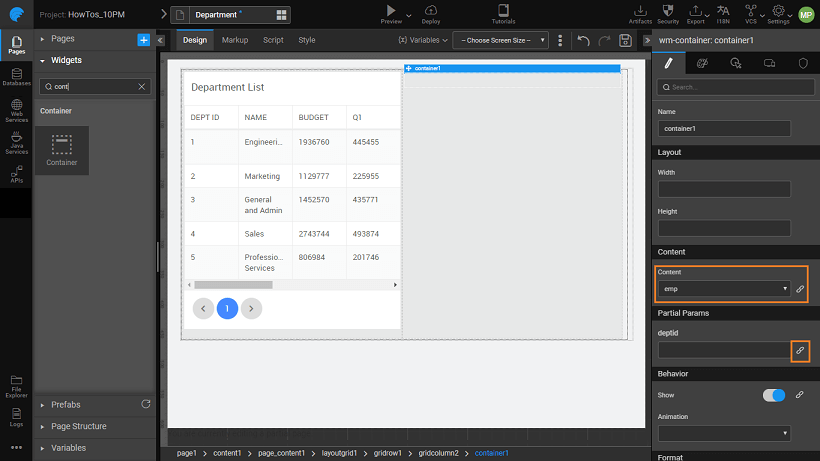 Project: HowTos_10PM
Department *
Preview
Deploy
Tutorials
Artifacts
Security
Export
I18N
VCS
Settings
MP
Pages
Databases
Web
Services
Java
Services
APIs
File
Explorer
Logs
Pages
Widgets
cont
Container
Container
Prefabs
Page Structure
Variables
Design
Markup
Script
Style
(x) Variables
-- Choose Screen Size --
container1
Department List
DEPT ID NAME BUDGET Q1
1 Engineeri... 1936760 445455
2 Marketing 1129777 225955
3 General 1452570 435771
and Admin
4 Sales 2743744 493874
5 Professio... 806984 201746
Services
1
page1 > content1 > page_content1 > layoutgrid1 > gridrow1 > gridcolumn2 > container1
wm-container: container1
Search...
Name
container1
Layout
Width
Height
Content
Content
emp
Partial Params
deptid
Behavior
Show
Animation
Format